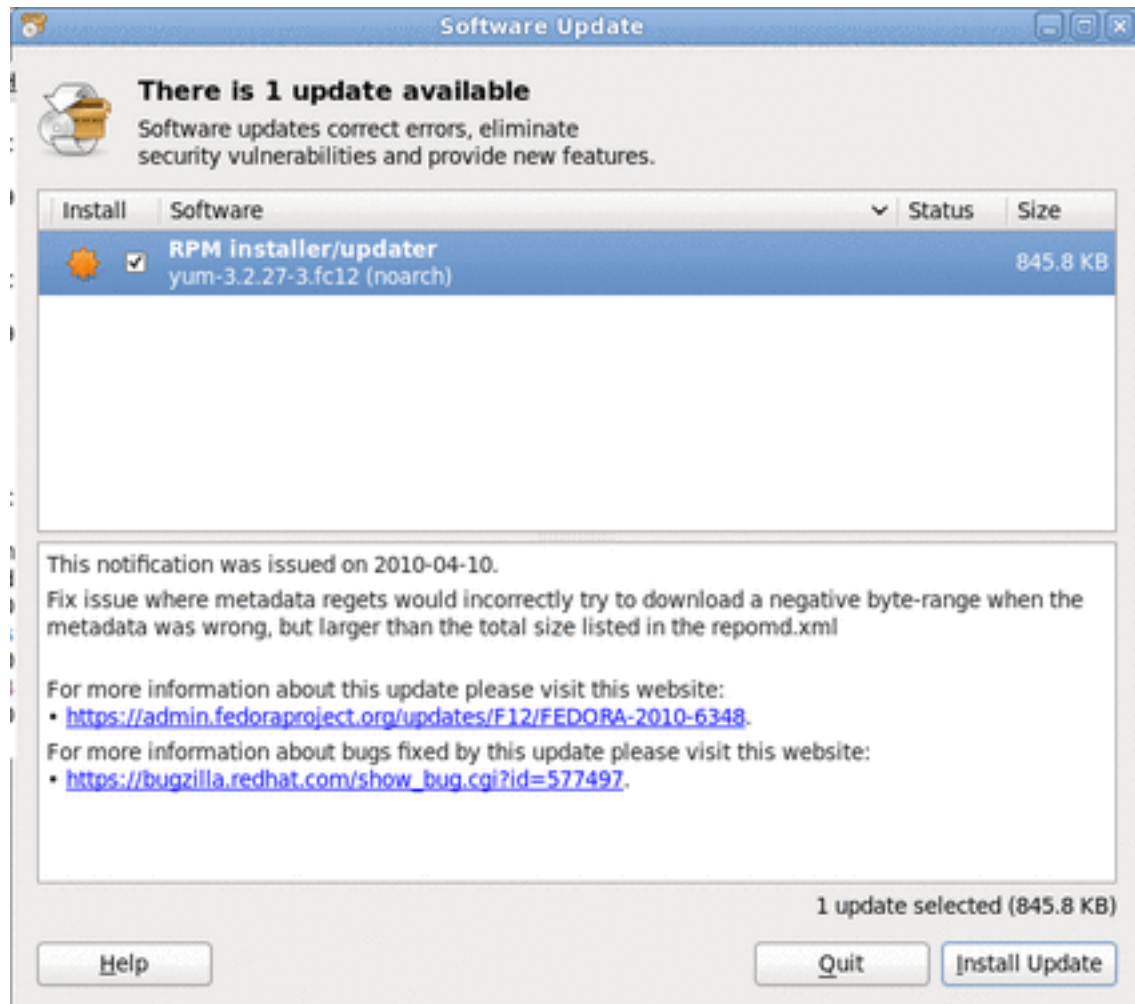 Software Update
There is 1 update available
Software updates correct errors, eliminate
security vulnerabilities and provide new features.
Install Software Status Size
RPM installer/updater
yum-3.2.27-3.fc12 (noarch) 845.8 KB
This notification was issued on 2010-04-10.
Fix issue where metadata regets would incorrectly try to download a negative byte-range when the
metadata was wrong, but larger than the total size listed in the repomd.xml
For more information about this update please visit this website:
• https://admin.fedoraproject.org/updates/F12/FEDORA-2010-6348.
For more information about bugs fixed by this update please visit this website:
• https://bugzilla.redhat.com/show_bug.cgi?id=577497.
1 update selected (845.8 KB)
Help Quit Install Update